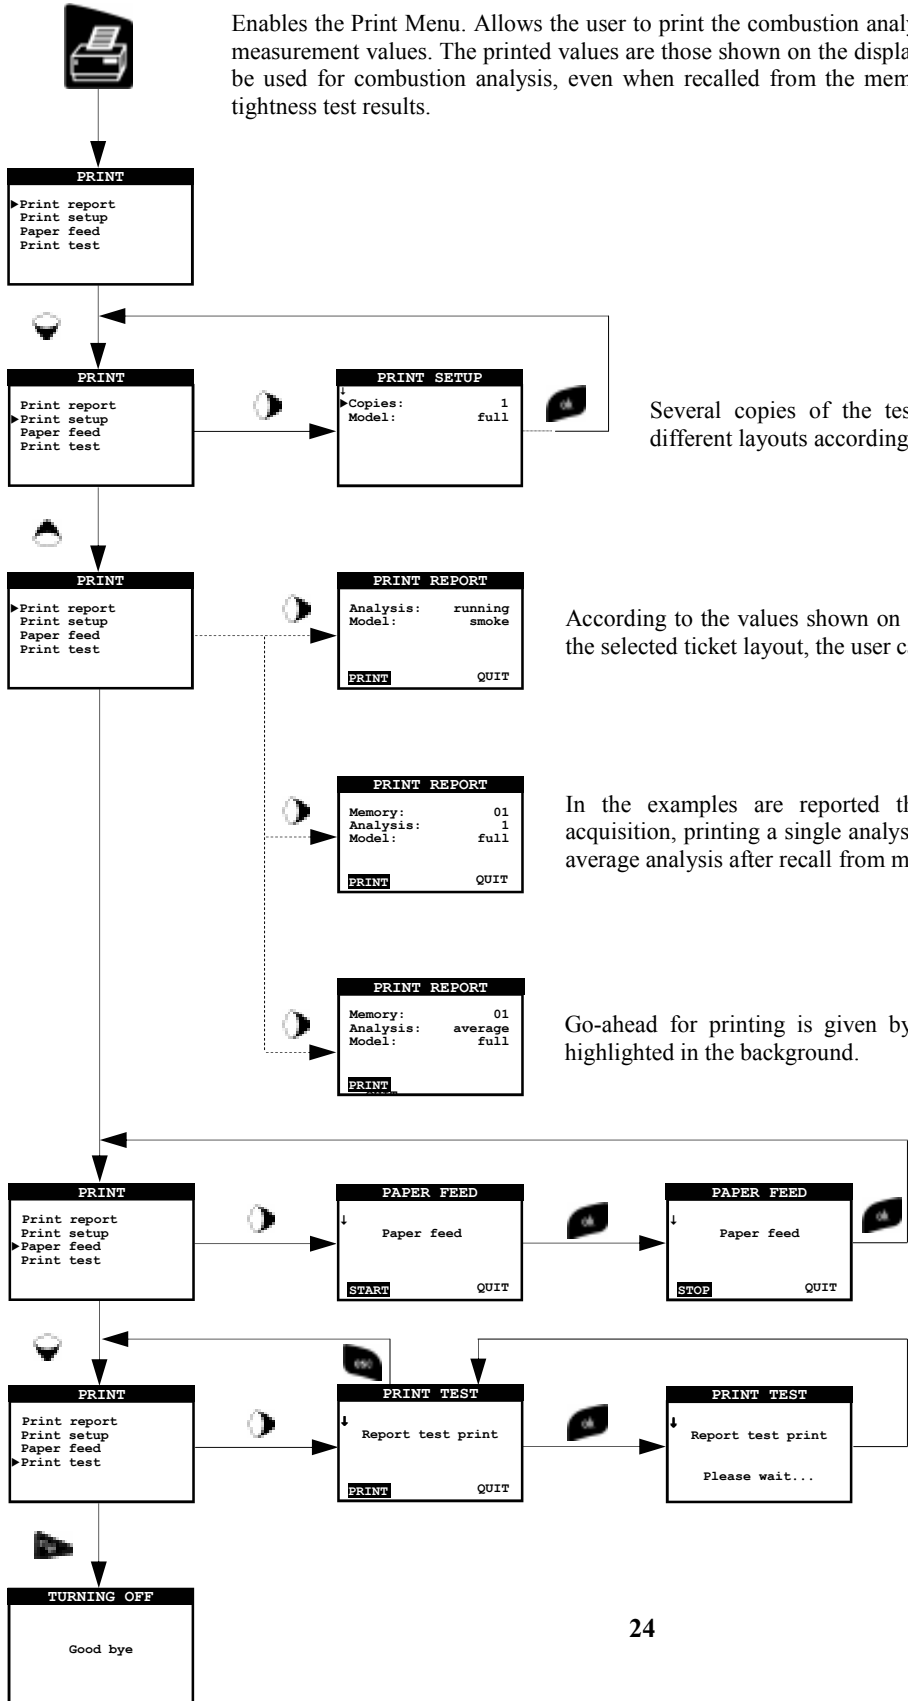 Enables the Print Menu. Allows the user to print the combustion
measurement values. The printed values are those shown on the
be used for combustion analysis, even when recalled from the
tightness test results.
PRINT
▶Print report
Print setup
Paper feed
Print test
PRINT
Print report
▶Print setup
Paper feed
Print test
PRINT SETUP
↓
▶Copies: 1
Model: full
ok
Several copies of the
different layouts according
PRINT
▶Print report
Print setup
Paper feed
Print test
PRINT REPORT
Analysis: running
Model: smoke
PRINT QUIT
According to the values shown on
the selected ticket layout, the user
PRINT REPORT
Memory: 01
Analysis: 1
Model: full
PRINT QUIT
In the examples are reported
acquisition, printing a single
average analysis after recall from
PRINT REPORT
Memory: 01
Analysis: average
Model: full
PRINT
Go-ahead for printing is given by
highlighted in the background.
PRINT
Print report
Print setup
▶Paper feed
Print test
PAPER FEED
↓
Paper feed
START QUIT
ok
PAPER FEED
↓
Paper feed
STOP QUIT
ok
PRINT
Print report
Print setup
Paper feed
▶Print test
esc
PRINT TEST
↓
Report test print
PRINT QUIT
ok
PRINT TEST
↓
Report test print
Please wait...
TURNING OFF
Good bye
24